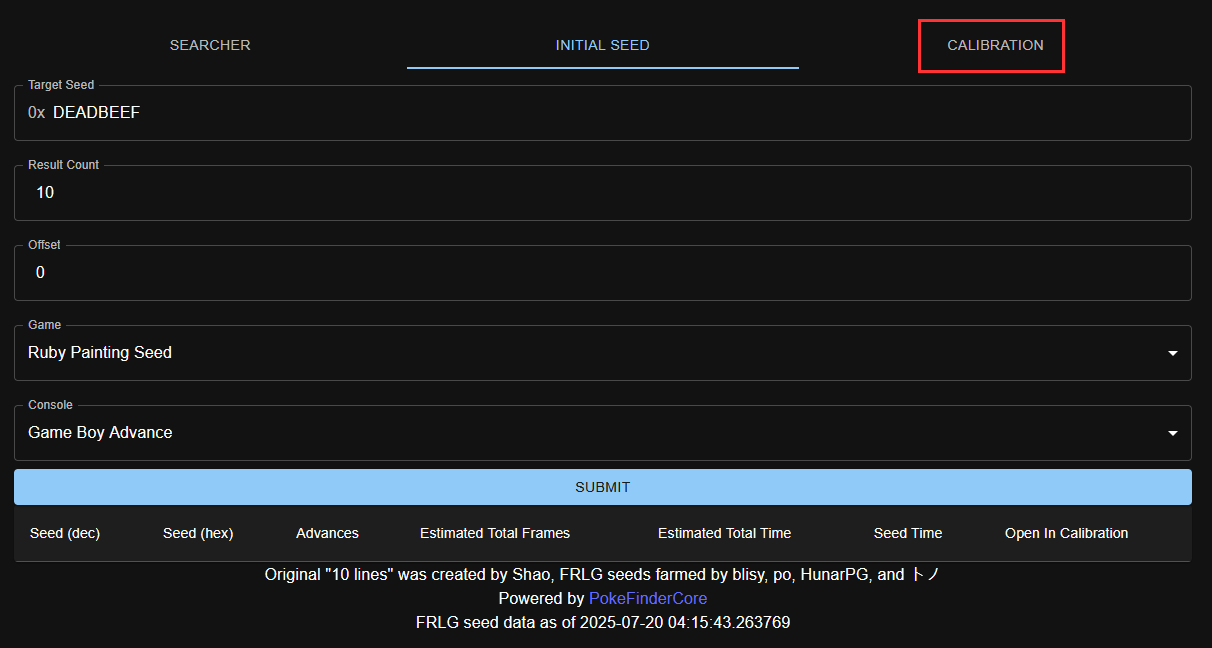 SEARCHER INITIAL SEED CALIBRATION
Target Seed
0x DEADBEEF
Result Count
10
Offset
0
Game
Ruby Painting Seed
Console
Game Boy Advance
SUBMIT
Seed (dec) Seed (hex) Advances Estimated Total Frames Estimated Total Time Seed Time Open In Calibration
Original "10 lines" was created by Shao, FRLG seeds farmed by blisy, po, HunarPG, and トノ
Powered by PokeFinderCore
FRLG seed data as of 2025-07-20 04:15:43.263769